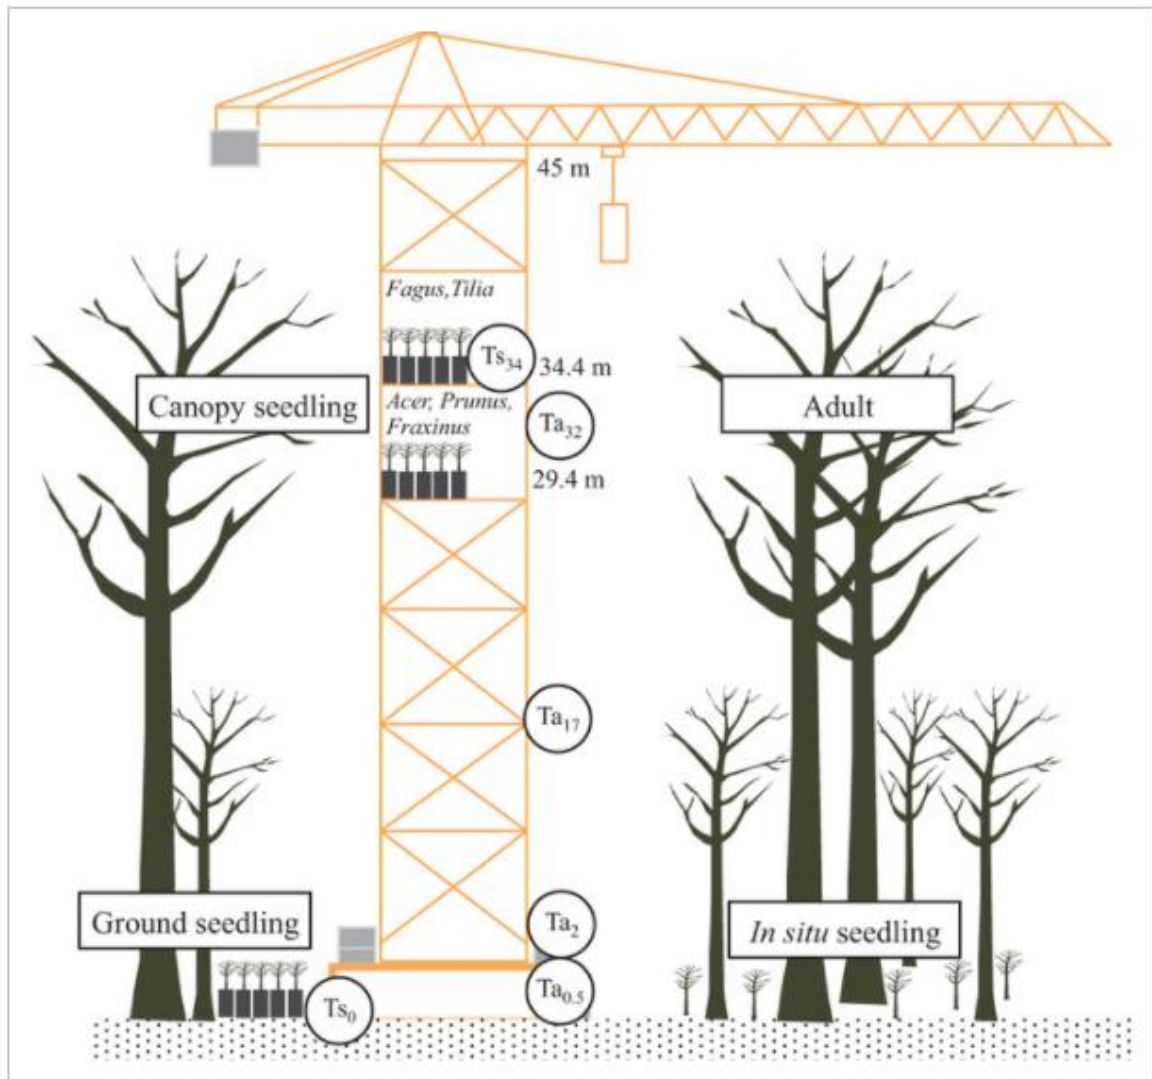 45 m
Fagus,Tilia
Ts₃₄
34.4 m
Canopy seedling
Acer, Prunus,
Fraxinus
Ta₃₂
Adult
29.4 m
Ta₁₇
Ground seedling
Ta₂
In situ seedling
Ta₀.₅
Ts₀